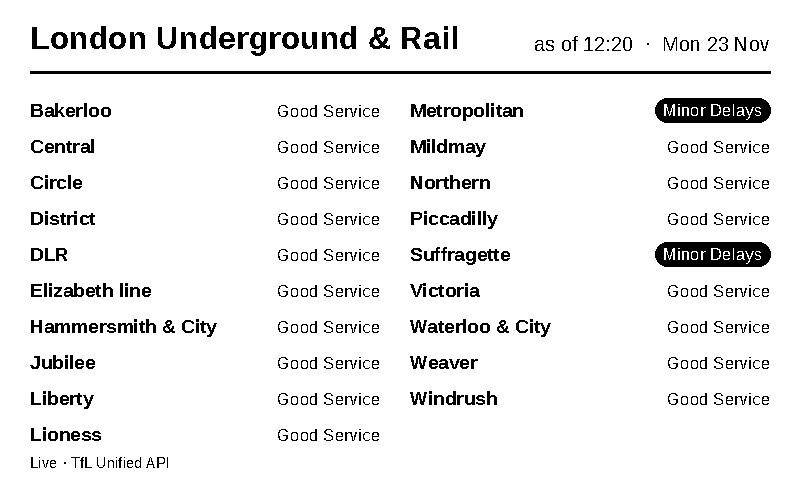 London Underground & Rail
as of 12:20 · Mon 23 Nov
Bakerloo Good Service
Central Good Service
Circle Good Service
District Good Service
DLR Good Service
Elizabeth line Good Service
Hammersmith & City Good Service
Jubilee Good Service
Liberty Good Service
Lioness Good Service
Metropolitan Minor Delays
Mildmay Good Service
Northern Good Service
Piccadilly Good Service
Suffragette Minor Delays
Victoria Good Service
Waterloo & City Good Service
Weaver Good Service
Windrush Good Service
Live · TfL Unified API